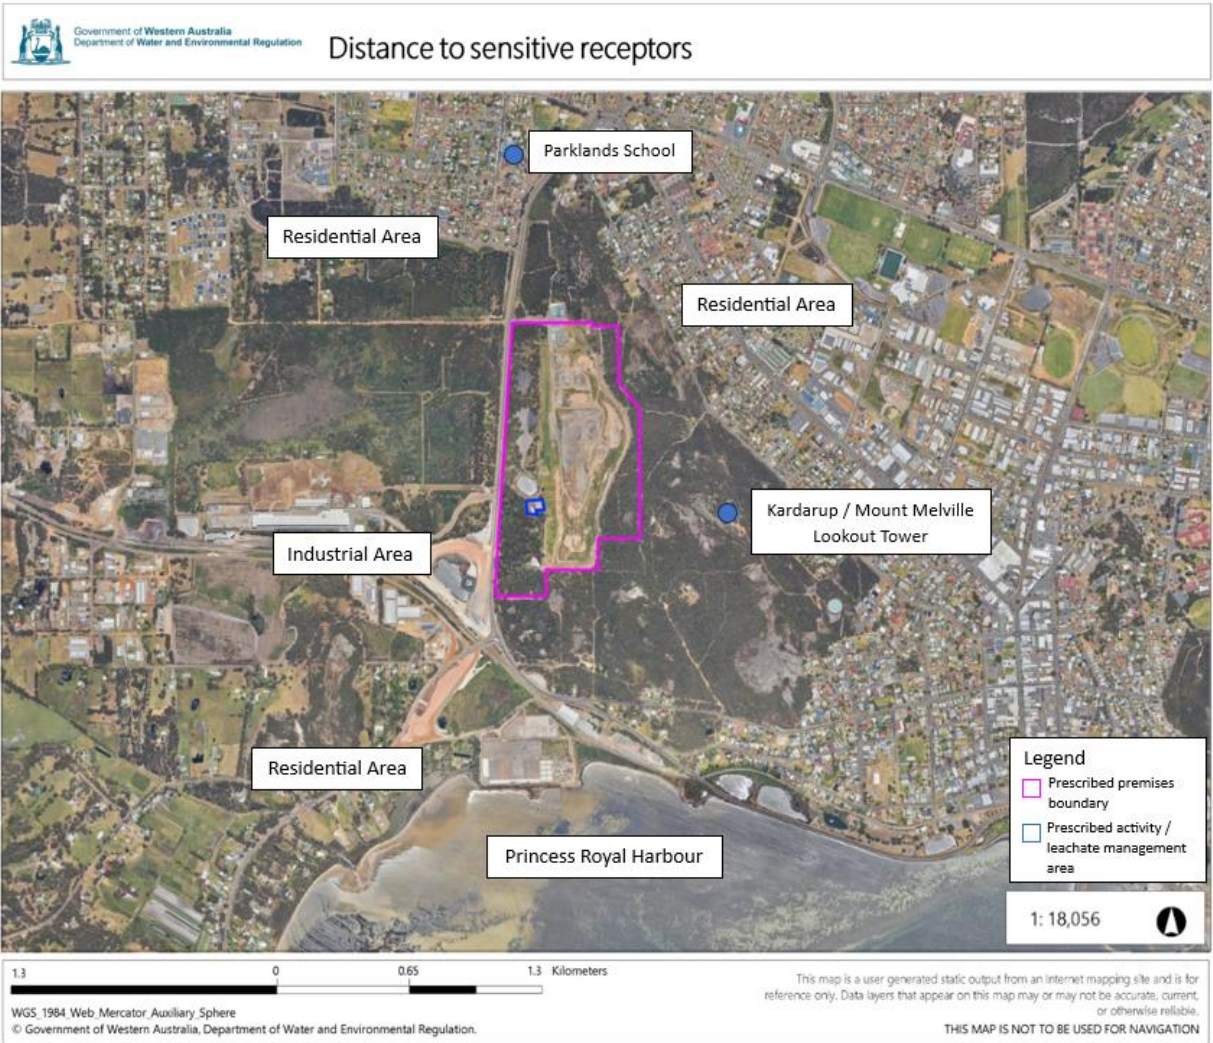 Government of Western Australia
Department of Water and Environmental Regulation
Distance to sensitive receptors
Parklands School
Residential Area
Residential Area
Kardarup / Mount Melville
Lookout Tower
Industrial Area
Residential Area
Princess Royal Harbour
Legend
Prescribed premises
boundary
Prescribed activity /
leachate management
area
1: 18,056
1.3 0 0.65 1.3 Kilometers
WGS_1984_Web_Mercator_Auxiliary_Sphere
© Government of Western Australia, Department of Water and Environmental Regulation.
This map is a user generated static output from an Internet mapping site and is for
reference only. Data layers that appear on this map may or may not be accurate, current,
or otherwise reliable.
THIS MAP IS NOT TO BE USED FOR NAVIGATION